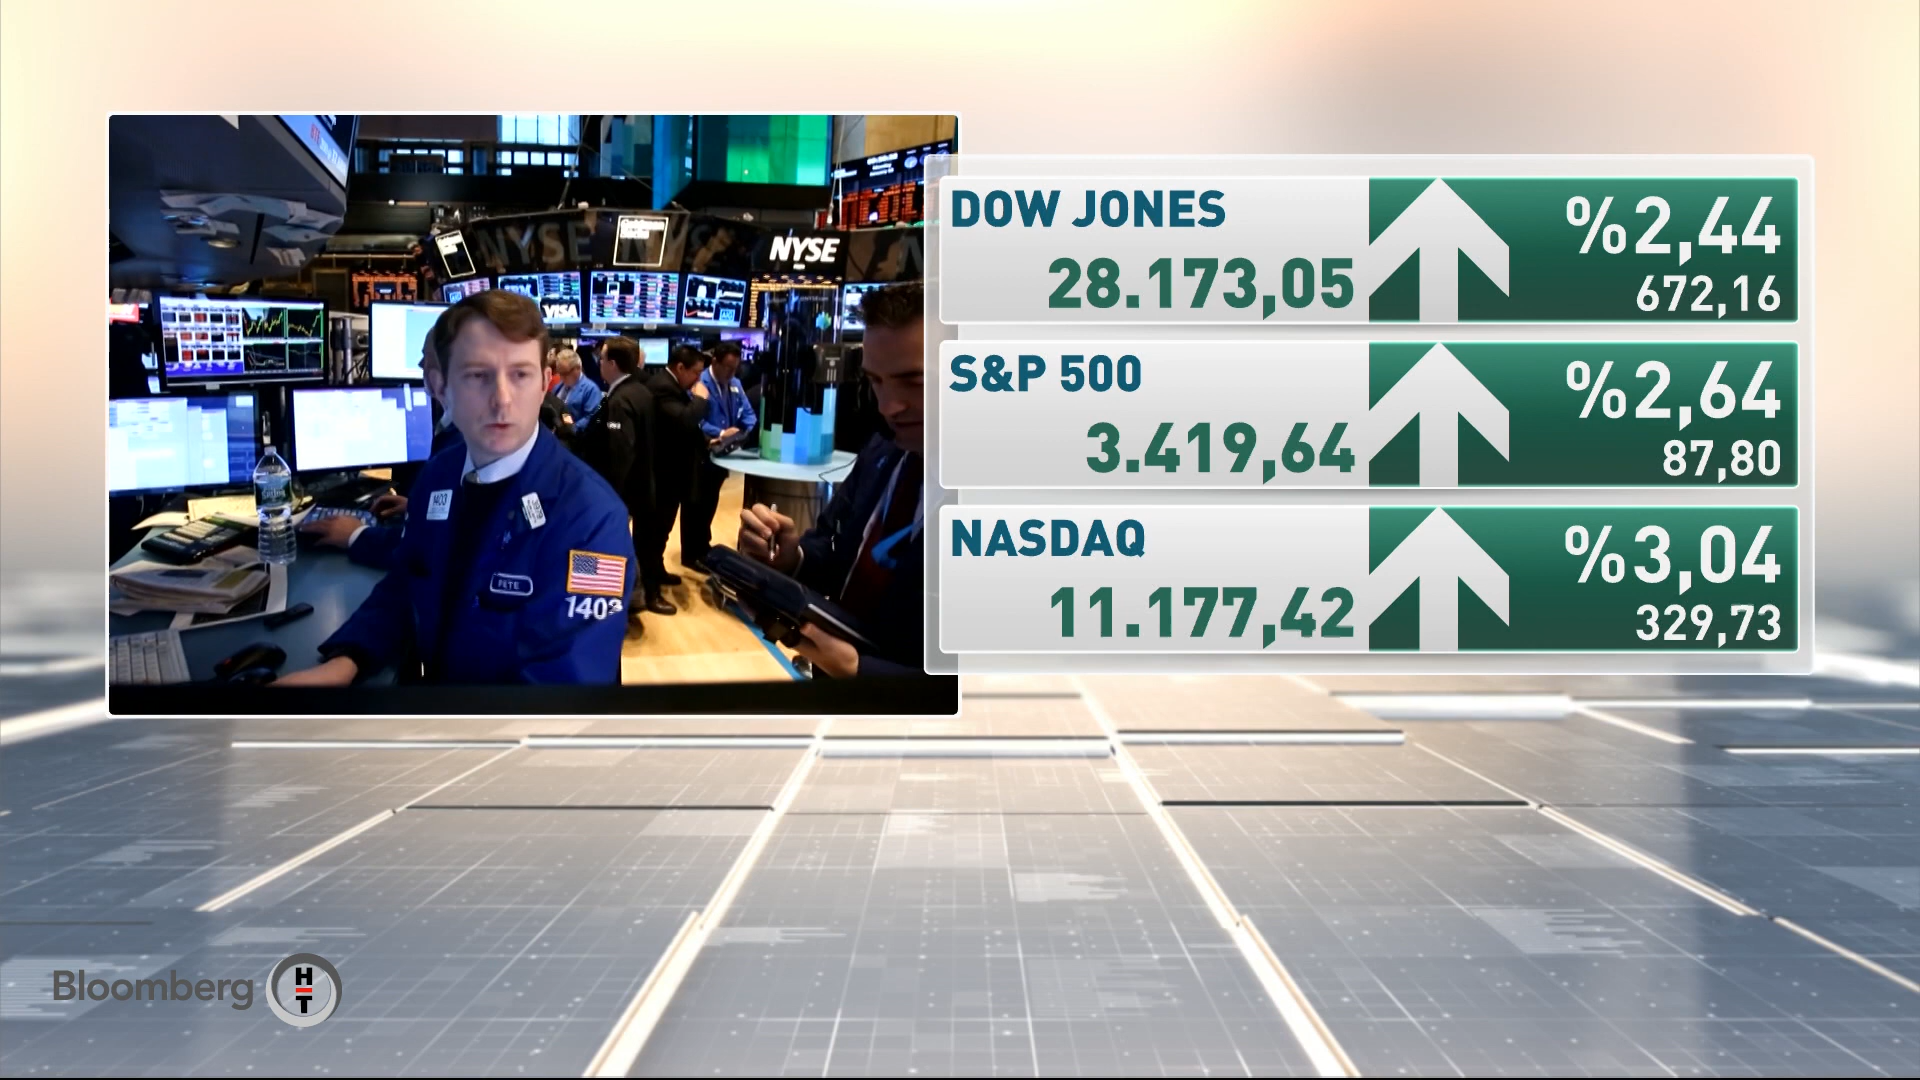 DOW JONES
28.173,05
%2,44
672,16
S&P 500
3.419,64
%2,64
87,80
NASDAQ
11.177,42
%3,04
329,73
NYSE
NYSE
VISA
1403
PETE
Bloomberg HT